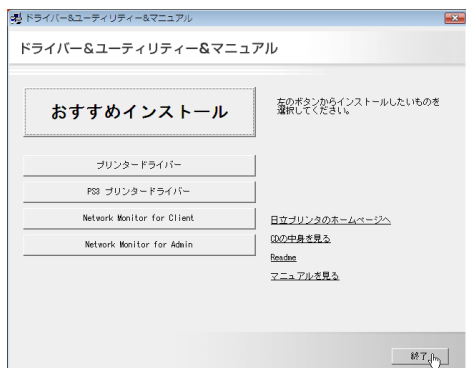 ドライバー&ユーティリティー&マニュアル
ドライバー&ユーティリティー&マニュアル
おすすめインストール
左のボタンからインストールしたいものを
選択してください。
プリンタードライバー
PS3 プリンタードライバー
Network Monitor for Client
Network Monitor for Admin
日立プリンタのホームページへ
CDの中身を見る
Readme
マニュアルを見る
終了